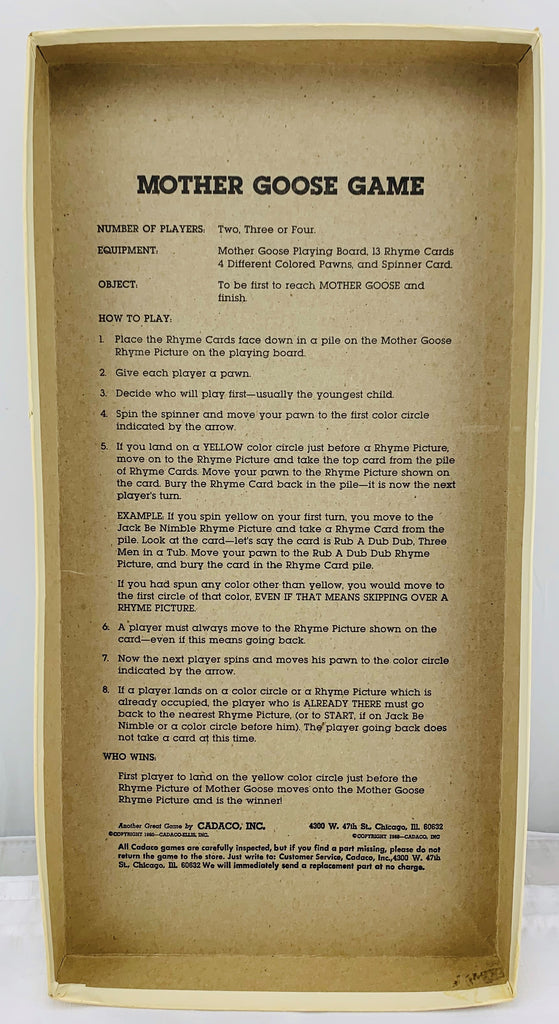 MOTHER GOOSE GAME
NUMBER OF PLAYERS: Two, Three or Four.
EQUIPMENT: Mother Goose Playing Board, 13 Rhyme Cards
4 Different Colored Pawns, and Spinner Card.
OBJECT: To be first to reach MOTHER GOOSE and
finish.
HOW TO PLAY:
1. Place the Rhyme Cards face down in a pile on the Mother Goose
Rhyme Picture on the playing board.
2. Give each player a pawn.
3. Decide who will play first—usually the youngest child.
4. Spin the spinner and move your pawn to the first color circle
indicated by the arrow.
5. If you land on a YELLOW color circle just before a Rhyme Picture,
move on to the Rhyme Picture and take the top card from the pile
of Rhyme Cards. Move your pawn to the Rhyme Picture shown on
the card. Bury the Rhyme Card back in the pile—it is now the next
player's turn.
EXAMPLE: If you spin yellow on your first turn, you move to the
Jack Be Nimble Rhyme Picture and take a Rhyme Card from the
pile. Look at the card—let's say the card is Rub A Dub Dub, Three
Men in a Tub. Move your pawn to the Rub A Dub Dub Rhyme
Picture, and bury the card in the Rhyme Card pile.
If you had spun any color other than yellow, you would move to
the first circle of that color, EVEN IF THAT MEANS SKIPPING OVER A
RHYME PICTURE.
6. A player must always move to the Rhyme Picture shown on the
card—even if this means going back.
7. Now the next player spins and moves his pawn to the color circle
indicated by the arrow.
8. If a player lands on a color circle or a Rhyme Picture which is
already occupied, the player who is ALREADY THERE must go
back to the nearest Rhyme Picture, (or to START, if on Jack Be
Nimble or a color circle before him). The player going back does
not take a card at this time.
WHO WINS:
First player to land on the yellow color circle just before the
Rhyme Picture of Mother Goose moves onto the Mother Goose
Rhyme Picture and is the winner!
Another Great Game by CADACO, INC. 4300 W. 47th St., Chicago, Ill. 60632
©COPYRIGHT CADACO-ELLIS, INC. ©COPYRIGHT CADACO, INC
All Cadaco games are carefully inspected, but if you find a part missing, please do not
return the game to the store. Just write to: Customer Service, Cadaco, Inc., 4300 W. 47th
St., Chicago, Ill. 60632 We will immediately send a replacement part at no charge.